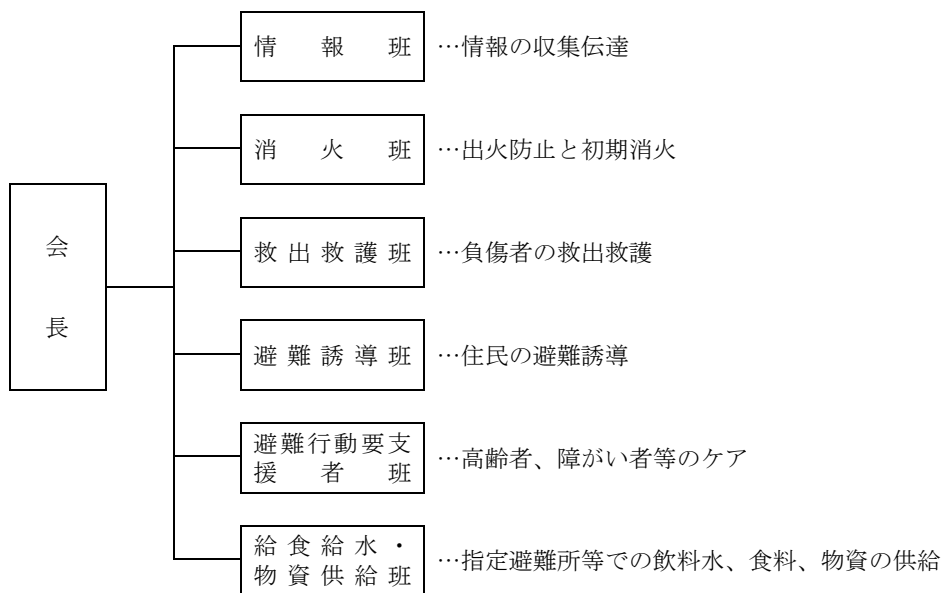 情報班 …情報の収集伝達
消火班 …出火防止と初期消火
会長
救出救護班 …負傷者の救出救護
避難誘導班 …住民の避難誘導
避難行動要支
援者班 …高齢者、障がい者等のケア
給食給水・
物資供給班 …指定避難所等での飲料水、食料、物資の供給